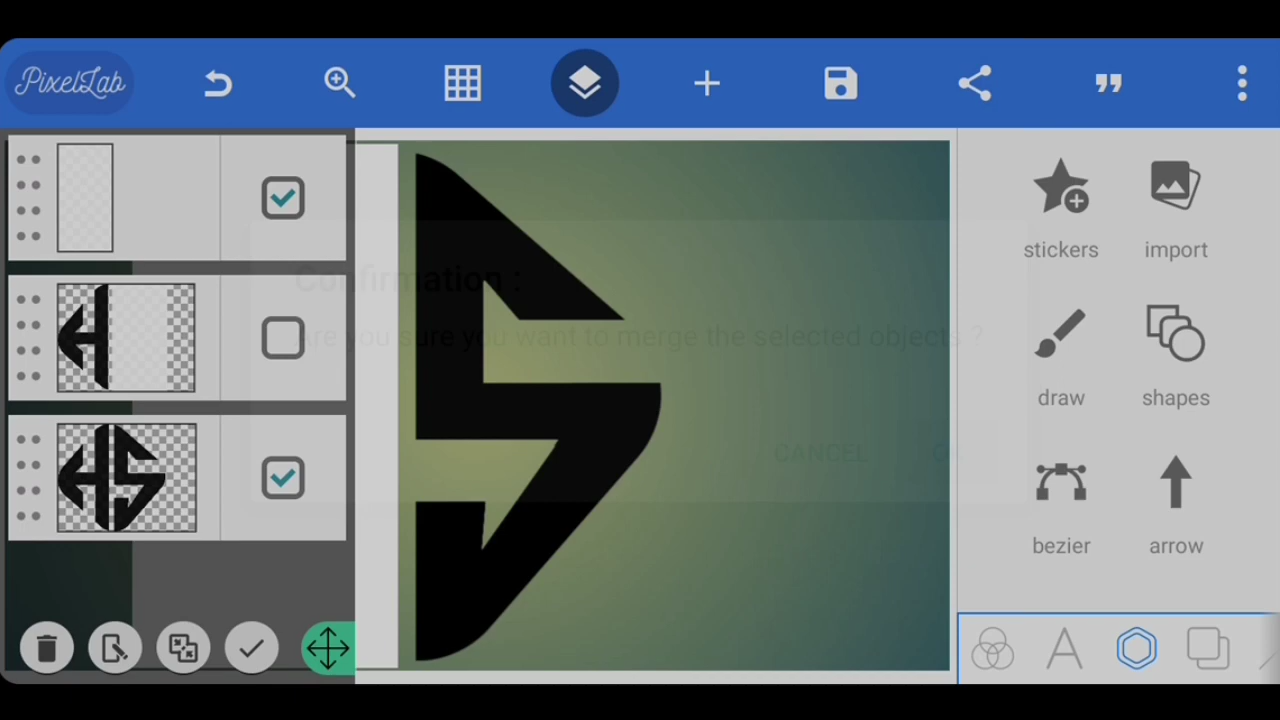 PixelLab
stickers
import
Confirmation :
Are you sure you want to merge the selected objects ?
draw
shapes
CANCEL
OK
bezier
arrow